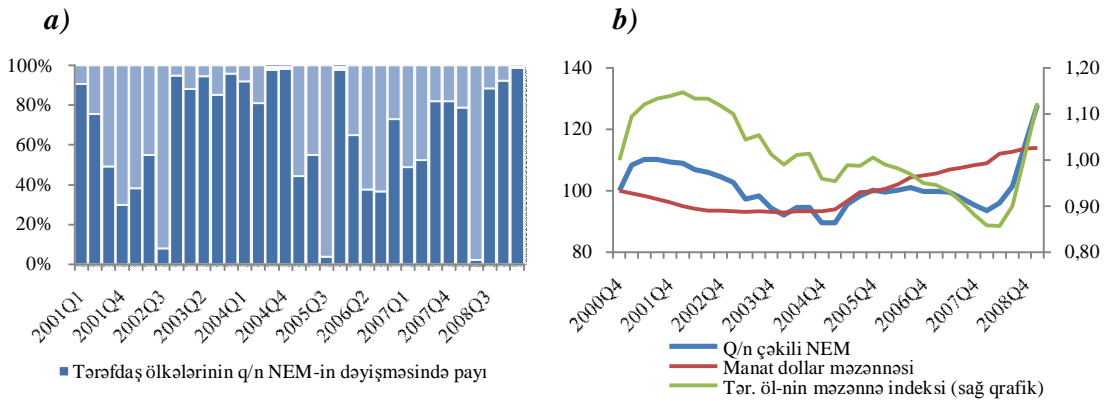 a)
100%
80%
60%
40%
20%
0%
2001Q1
2001Q4
2002Q3
2003Q2
2004Q1
2004Q4
2005Q3
2006Q2
2007Q1
2007Q4
2008Q3
Tərəfdaş ölkələrinin q/n NEM-in dəyişməsində payı
b)
140
120
100
80
1,20
1,10
1,00
0,90
0,80
2000Q4
2001Q4
2002Q4
2003Q4
2004Q4
2005Q4
2006Q4
2007Q4
2008Q4
Q/n çəkili NEM
Manat dollar məzənnəsi
Tər. öl-nin məzənnə indeksi (sağ qrafik)